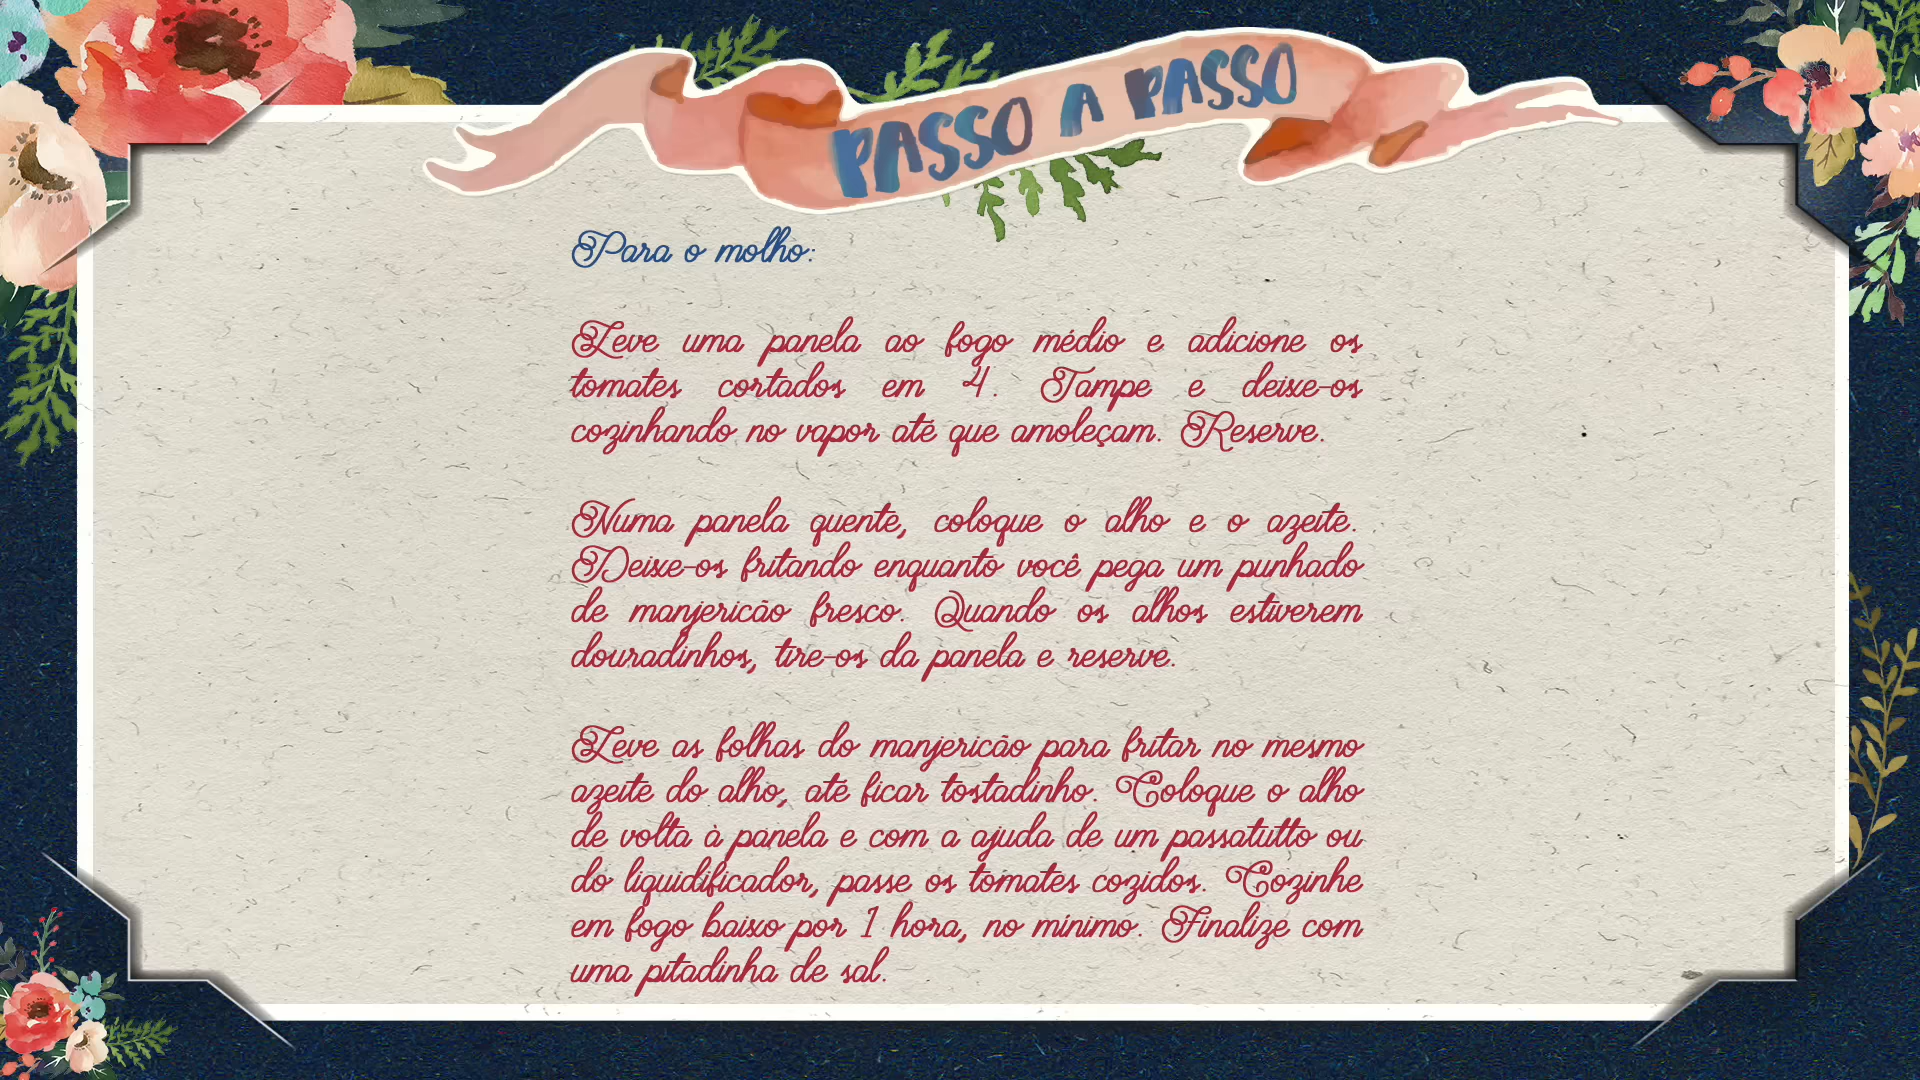 PASSO A PASSO
Para o molho:
Leve uma panela ao fogo médio e adicione os
tomates cortados em 4. Tampe e deixe-os
cozinhando no vapor até que amoleçam. Reserve.
Numa panela quente, coloque o alho e o azeite.
Deixe-os fritando enquanto você pega um punhado
de manjericão fresco. Quando os alhos estiverem
douradinhos, tire-os da panela e reserve.
Leve as folhas do manjericão para fritar no mesmo
azeite do alho, até ficar tostadinho. Coloque o alho
de volta à panela e com a ajuda de um passatutto ou
do liquidificador, passe os tomates cozidos. Cozinhe
em fogo baixo por 1 hora, no mínimo. Finalize com
uma pitadinha de sal.